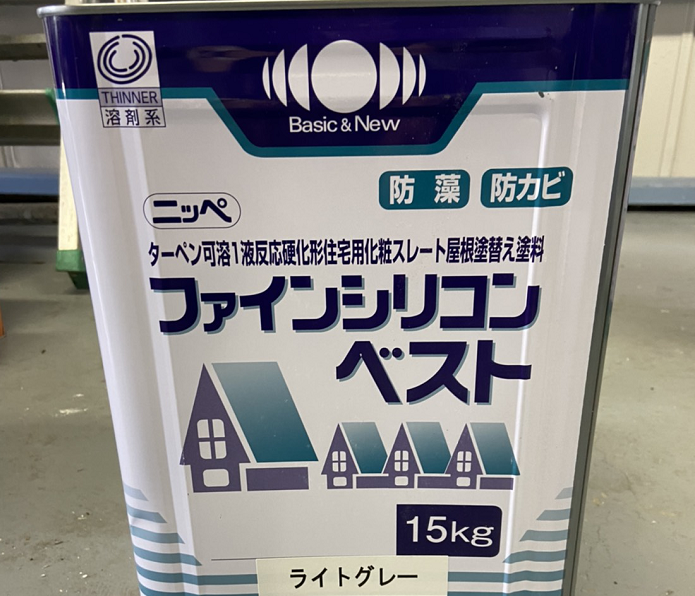 THINNER
溶剤系
Basic & New
防藻
防カビ
ニッペ
ターペン可溶1液反応硬化形住宅用化粧スレート屋根塗替え塗料
ファインシリコン
ベスト
15kg
ライトグレー